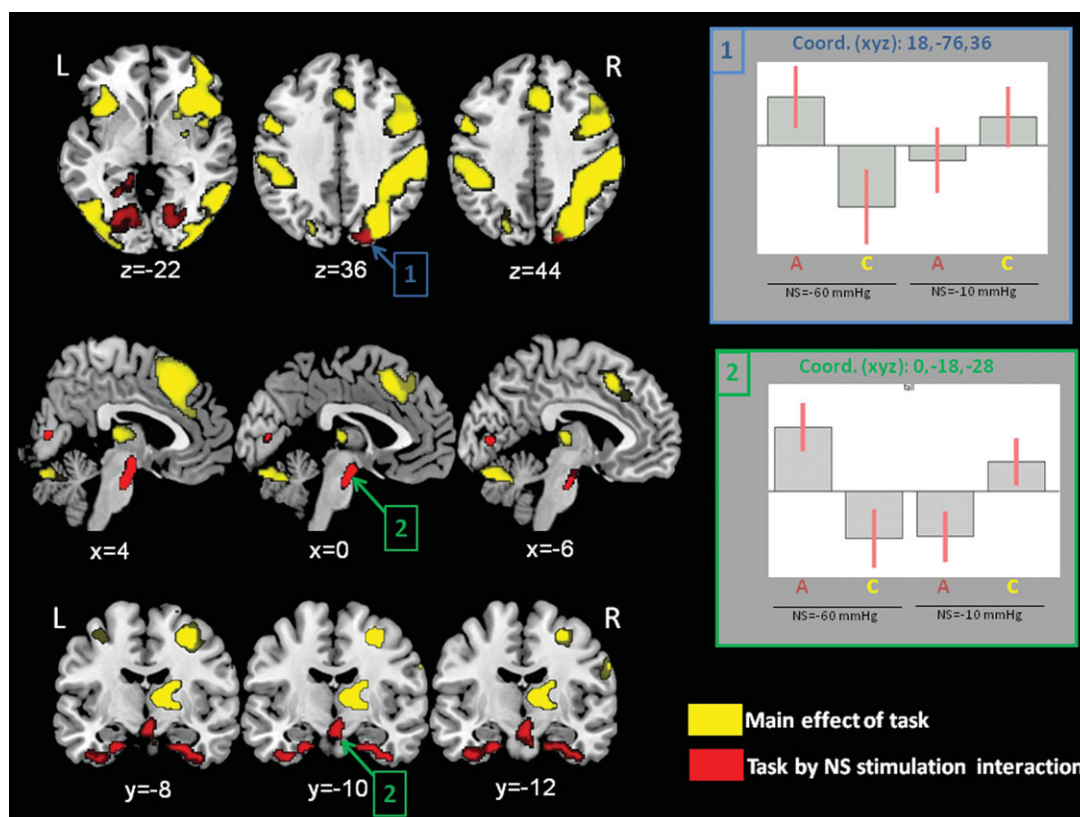 L
R
z=-22
z=36
z=44
1
x=4
x=0
x=-6
2
L
R
y=-8
y=-10
y=-12
2
1
Coord. (xyz): 18,-76,36
A C A C
NS=-60 mmHg NS=-10 mmHg
2
Coord. (xyz): 0,-18,-28
A C A C
NS=-60 mmHg NS=-10 mmHg
Main effect of task
Task by NS stimulation interaction